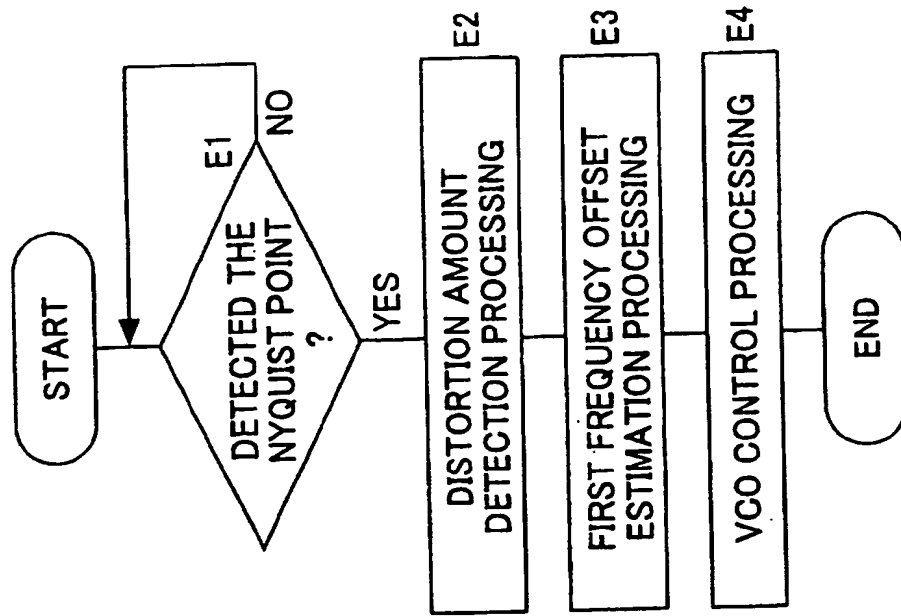 START
E1
DETECTED THE
NYQUIST POINT
?
NO
YES
E2
DISTORTION AMOUNT
DETECTION PROCESSING
E3
FIRST FREQUENCY OFFSET
ESTIMATION PROCESSING
E4
VCO CONTROL PROCESSING
END